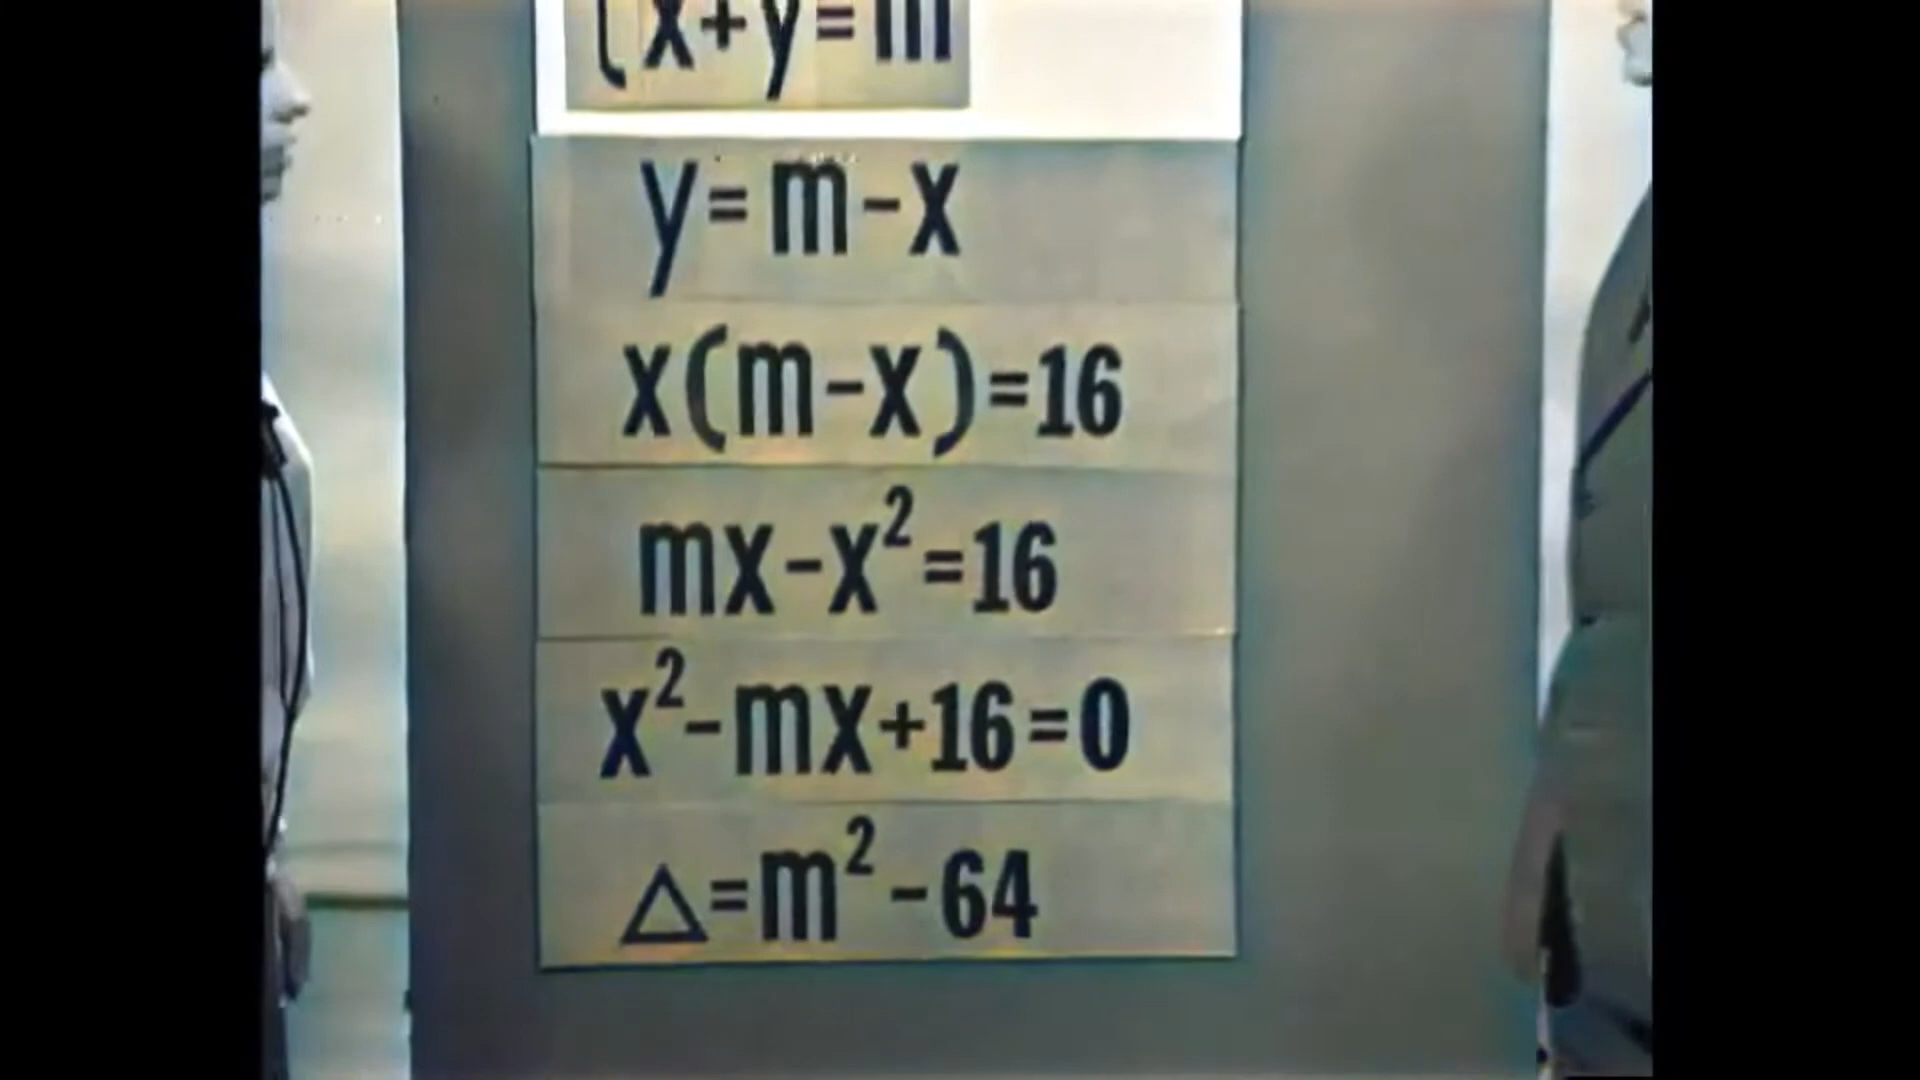 x+y=m
y=m-x
x(m-x)=16
mx-x²=16
x²-mx+16=0
△=m²-64